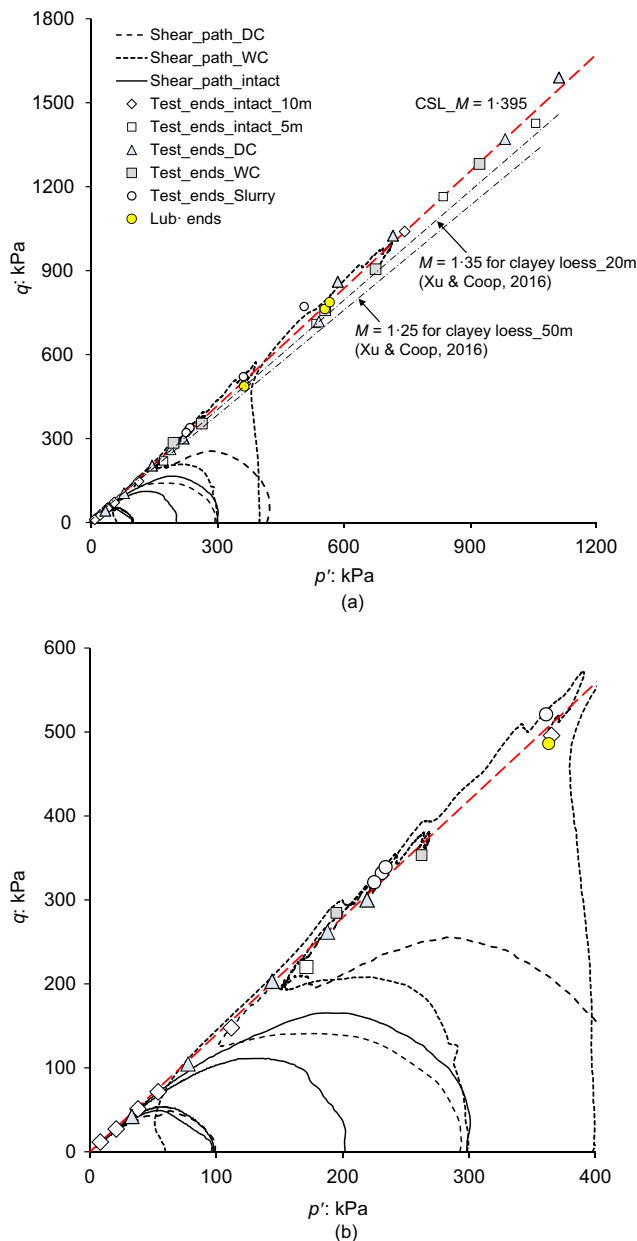 1800
1500
1200
900
600
300
0
q: kPa
Shear_path_DC
Shear_path_WC
Shear_path_intact
Test_ends_intact_10m
Test_ends_intact_5m
Test_ends_DC
Test_ends_WC
Test_ends_Slurry
Lub· ends
CSL_M = 1·395
M = 1·35 for clayey loess_20m
(Xu & Coop, 2016)
M = 1·25 for clayey loess_50m
(Xu & Coop, 2016)
0 300 600 900 1200
p′: kPa
(a)
600
500
400
300
200
100
0
q: kPa
0 100 200 300 400
p′: kPa
(b)